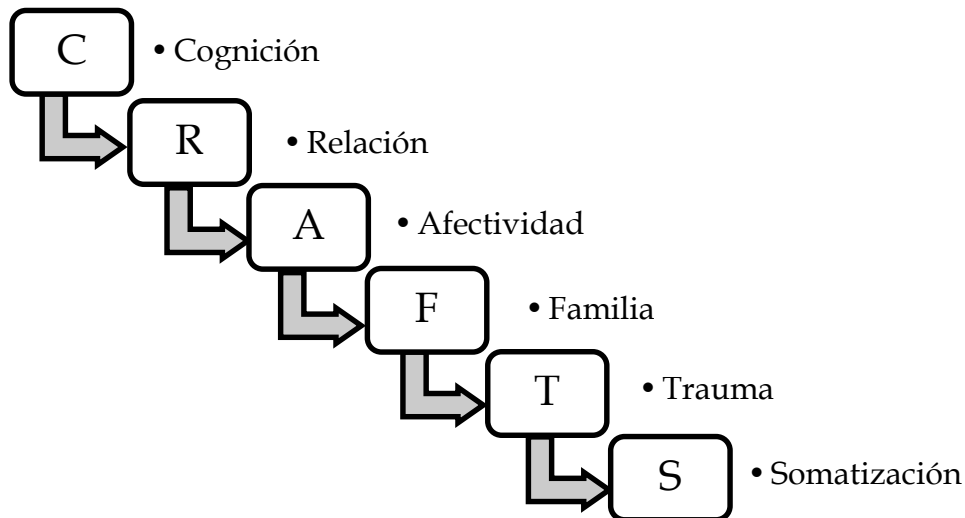 C
• Cognición
R
• Relación
A
• Afectividad
F
• Familia
T
• Trauma
S
• Somatización